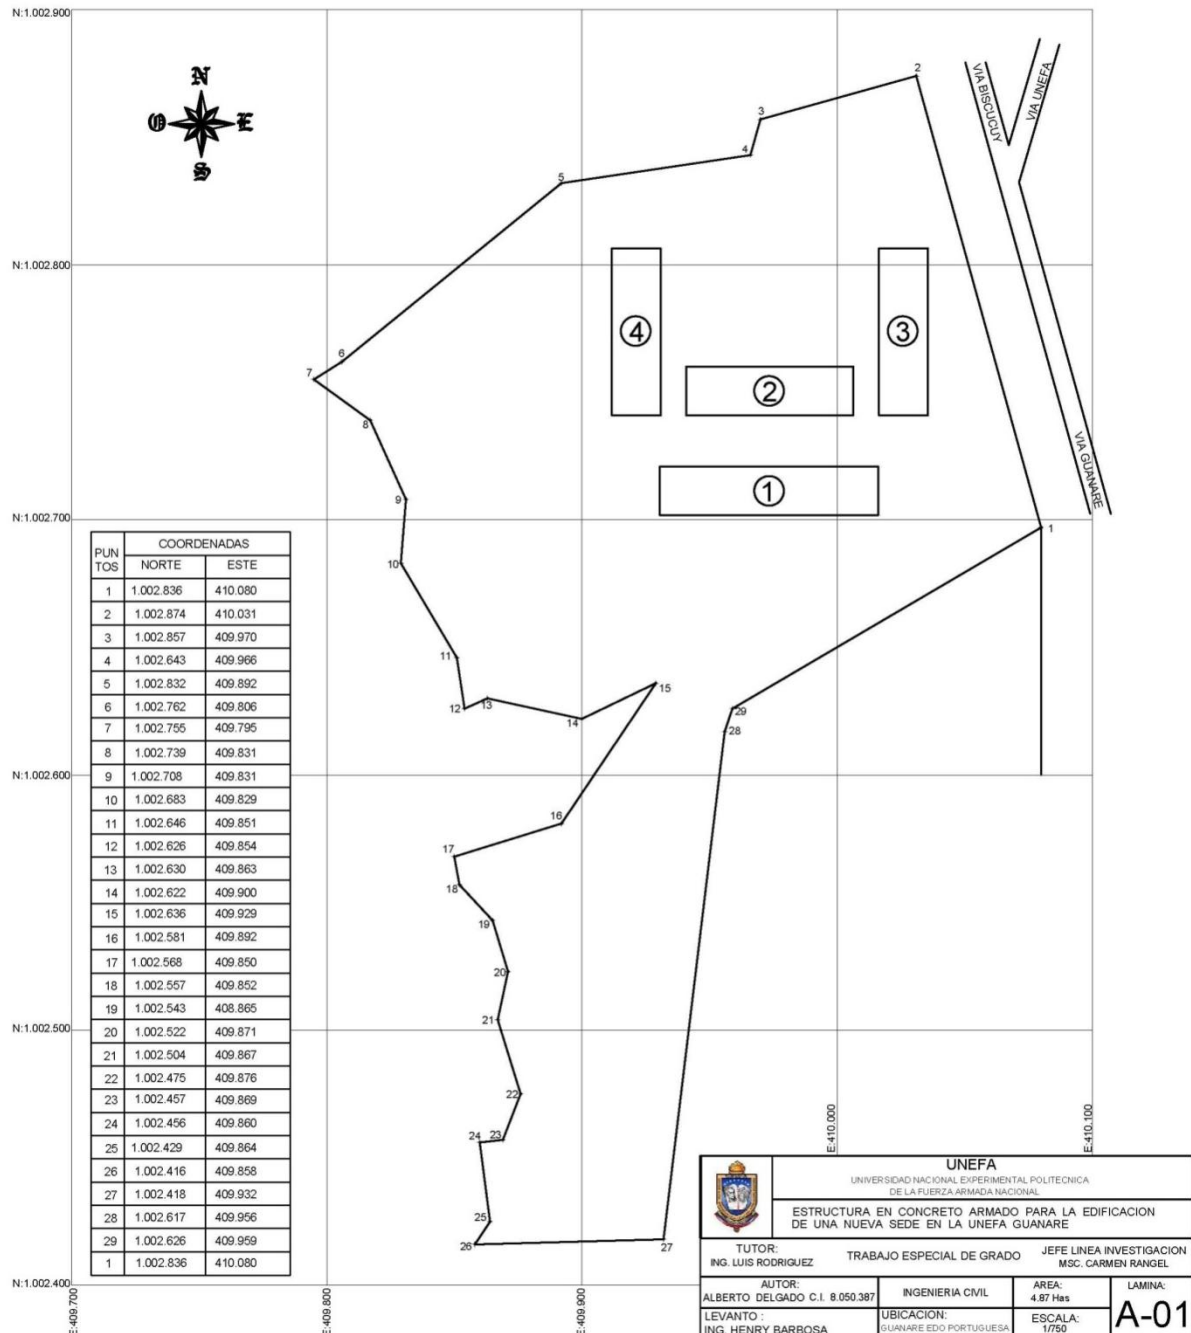 N:1.002.900
N
O E
S
2
3
4
5
VIA BISCUCUY
VIA UNEFA
N:1.002.800
4
3
6
7
2
8
VIA GUANARE
9
1
N:1.002.700
1
10
11
12
13
14
15
29
28
N:1.002.600
16
17
18
19
20
21
N:1.002.500
22
23
24
25
26
27
N:1.002.400
E:409.700
E:409.800
E:409.900
E:410.000
E:410.100
PUN TOS COORDENADAS
NORTE ESTE
1 1.002.836 410.080
2 1.002.874 410.031
3 1.002.857 409.970
4 1.002.643 409.966
5 1.002.832 409.892
6 1.002.762 409.806
7 1.002.755 409.795
8 1.002.739 409.831
9 1.002.708 409.831
10 1.002.683 409.829
11 1.002.646 409.851
12 1.002.626 409.854
13 1.002.630 409.863
14 1.002.622 409.900
15 1.002.636 409.929
16 1.002.581 409.892
17 1.002.568 409.850
18 1.002.557 409.852
19 1.002.543 408.865
20 1.002.522 409.871
21 1.002.504 409.867
22 1.002.475 409.876
23 1.002.457 409.869
24 1.002.456 409.860
25 1.002.429 409.864
26 1.002.416 409.858
27 1.002.418 409.932
28 1.002.617 409.956
29 1.002.626 409.959
1 1.002.836 410.080
UNEFA
UNIVERSIDAD NACIONAL EXPERIMENTAL POLITECNICA
DE LA FUERZA ARMADA NACIONAL
ESTRUCTURA EN CONCRETO ARMADO PARA LA EDIFICACION
DE UNA NUEVA SEDE EN LA UNEFA GUANARE
TUTOR:
ING. LUIS RODRIGUEZ
TRABAJO ESPECIAL DE GRADO
JEFE LINEA INVESTIGACION
MSC. CARMEN RANGEL
AUTOR:
ALBERTO DELGADO C.I. 8.050.387
INGENIERIA CIVIL
AREA:
4.87 Has
LAMINA:
A-01
LEVANTO :
ING. HENRY BARBOSA
UBICACION:
GUANARE EDO PORTUGUESA
ESCALA:
1/750